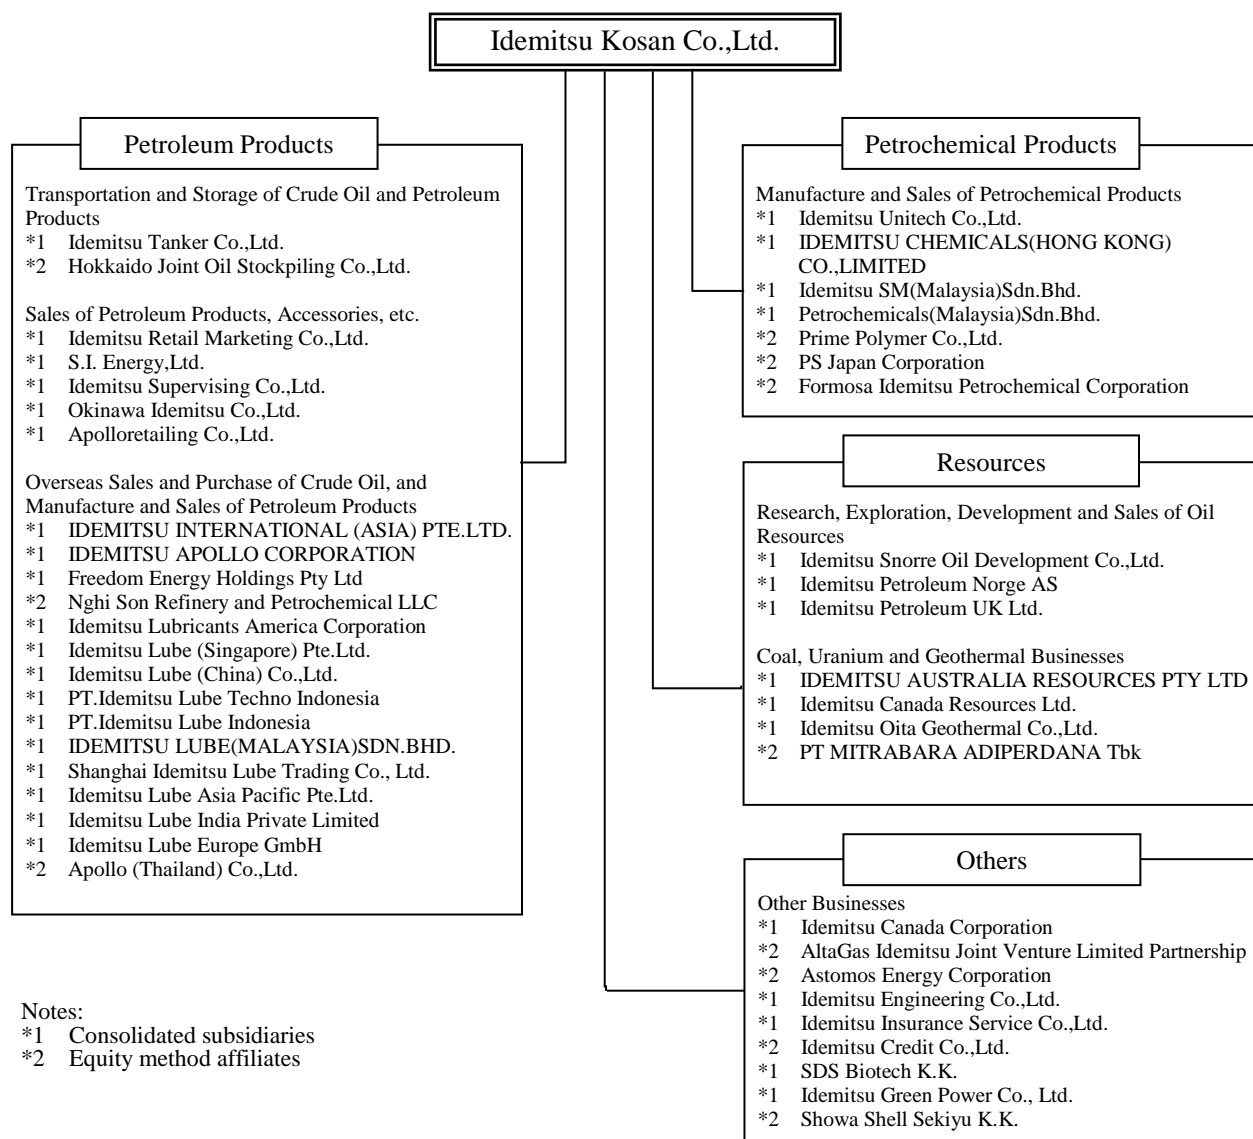 Idemitsu Kosan Co.,Ltd.
Petroleum Products
Transportation and Storage of Crude Oil and Petroleum
Products
*1 Idemitsu Tanker Co.,Ltd.
*2 Hokkaido Joint Oil Stockpiling Co.,Ltd.
Sales of Petroleum Products, Accessories, etc.
*1 Idemitsu Retail Marketing Co.,Ltd.
*1 S.I. Energy,Ltd.
*1 Idemitsu Supervising Co.,Ltd.
*1 Okinawa Idemitsu Co.,Ltd.
*1 Apolloretailing Co.,Ltd.
Overseas Sales and Purchase of Crude Oil, and
Manufacture and Sales of Petroleum Products
*1 IDEMITSU INTERNATIONAL (ASIA) PTE.LTD.
*1 IDEMITSU APOLLO CORPORATION
*1 Freedom Energy Holdings Pty Ltd
*2 Nghi Son Refinery and Petrochemical LLC
*1 Idemitsu Lubricants America Corporation
*1 Idemitsu Lube (Singapore) Pte.Ltd.
*1 Idemitsu Lube (China) Co.,Ltd.
*1 PT.Idemitsu Lube Techno Indonesia
*1 PT.Idemitsu Lube Indonesia
*1 IDEMITSU LUBE(MALAYSIA)SDN.BHD.
*1 Shanghai Idemitsu Lube Trading Co., Ltd.
*1 Idemitsu Lube Asia Pacific Pte.Ltd.
*1 Idemitsu Lube India Private Limited
*1 Idemitsu Lube Europe GmbH
*2 Apollo (Thailand) Co.,Ltd.
Notes:
*1 Consolidated subsidiaries
*2 Equity method affiliates
Petrochemical Products
Manufacture and Sales of Petrochemical Products
*1 Idemitsu Unitech Co.,Ltd.
*1 IDEMITSU CHEMICALS(HONG KONG)
CO.,LIMITED
*1 Idemitsu SM(Malaysia)Sdn.Bhd.
*1 Petrochemicals(Malaysia)Sdn.Bhd.
*2 Prime Polymer Co.,Ltd.
*2 PS Japan Corporation
*2 Formosa Idemitsu Petrochemical Corporation
Resources
Research, Exploration, Development and Sales of Oil
Resources
*1 Idemitsu Snorre Oil Development Co.,Ltd.
*1 Idemitsu Petroleum Norge AS
*1 Idemitsu Petroleum UK Ltd.
Coal, Uranium and Geothermal Businesses
*1 IDEMITSU AUSTRALIA RESOURCES PTY LTD
*1 Idemitsu Canada Resources Ltd.
*1 Idemitsu Oita Geothermal Co.,Ltd.
*2 PT MITRABARA ADIPERDANA Tbk
Others
Other Businesses
*1 Idemitsu Canada Corporation
*2 AltaGas Idemitsu Joint Venture Limited Partnership
*2 Astomos Energy Corporation
*1 Idemitsu Engineering Co.,Ltd.
*1 Idemitsu Insurance Service Co.,Ltd.
*2 Idemitsu Credit Co.,Ltd.
*1 SDS Biotech K.K.
*1 Idemitsu Green Power Co., Ltd.
*2 Showa Shell Sekiyu K.K.